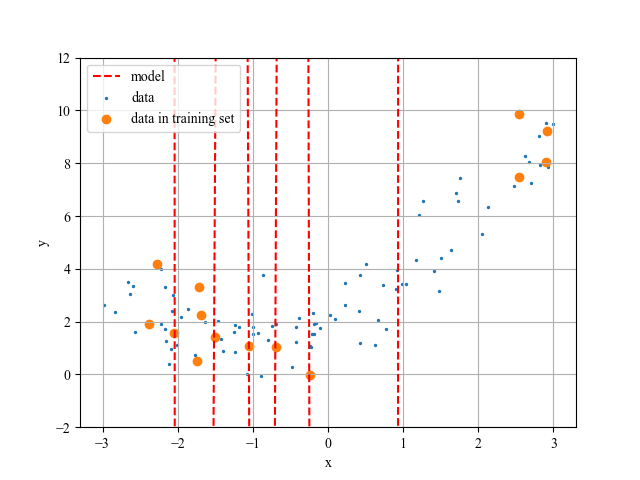 12
10
8
6
4
2
0
−2
y
model
data
data in training set
−3 −2 −1 0 1 2 3
x